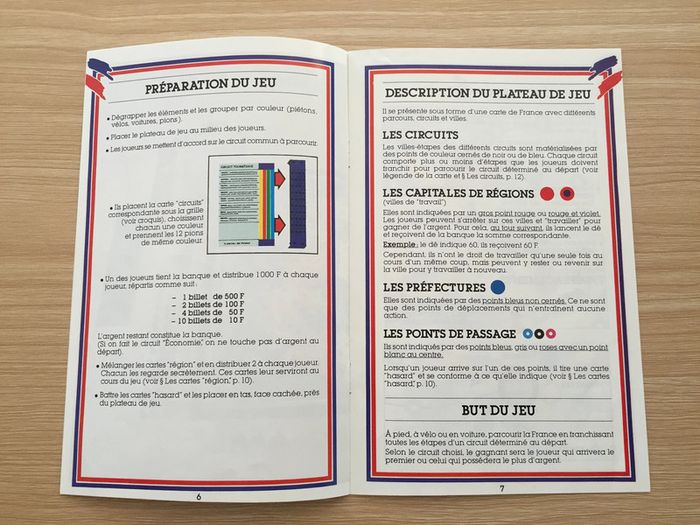 PRÉPARATION DU JEU
• Dégrapper les éléments et les grouper par couleur (piétons,
vélos, voitures, pions).
• Placer le plateau de jeu au milieu des joueurs.
• Les joueurs se mettent d'accord sur le circuit commun à parcourir.
• Ils placent la carte "circuits"
correspondante sous la grille
(voir croquis), choisissent
chacun une couleur
et prennent les 12 pions
de même couleur.
• Un des joueurs tient la banque et distribue 1000 F à chaque
joueur, répartis comme suit :
– 1 billet de 500 F
– 2 billets de 100 F
– 4 billets de 50 F
– 10 billets de 10 F
L'argent restant constitue la banque.
(Si on fait le circuit "Économie," on ne touche pas d'argent au
départ).
• Mélanger les cartes "région" et en distribuer 2 à chaque joueur.
Chacun les regarde secrètement. Ces cartes leur serviront au
cours du jeu (voir § Les cartes "région," p. 10).
• Battre les cartes "hasard" et les placer en tas, face cachée, près
du plateau de jeu.
6
DESCRIPTION DU PLATEAU DE JEU
Il se présente sous forme d'une carte de France avec différents
parcours, circuits et villes.
LES CIRCUITS
Les villes-étapes des différents circuits sont matérialisées par
des points de couleur cernés de noir ou de bleu. Chaque circuit
comporte plus ou moins d'étapes que les joueurs doivent
franchir pour parcourir le circuit déterminé au départ (voir
légende de la carte et § Les circuits, p. 12).
LES CAPITALES DE RÉGIONS
(villes de "travail")
Elles sont indiquées par un gros point rouge ou rouge et violet.
Les joueurs peuvent s'arrêter sur ces villes et "travailler" pour
gagner de l'argent. Pour cela, au tour suivant, ils lancent le dé
et reçoivent de la banque la somme correspondante.
Exemple : le dé indique 60, ils reçoivent 60 F.
Cependant, ils n'ont le droit de travailler qu'une seule fois au
cours d'un même coup, mais peuvent y rester ou revenir sur
la ville pour y travailler à nouveau.
LES PRÉFECTURES
Elles sont indiquées par des points bleus non cernés. Ce ne sont
que des points de déplacements qui n'entraînent aucune
action.
LES POINTS DE PASSAGE
Ils sont indiqués par des points bleus, gris ou roses avec un point
blanc au centre.
Lorsqu'un joueur arrive sur l'un de ces points, il tire une carte
"hasard" et se conforme à ce qu'elle indique (voir § Les cartes
"hasard," p. 10).
BUT DU JEU
À pied, à vélo ou en voiture, parcourir la France en franchissant
toutes les étapes d'un circuit déterminé au départ.
Selon le circuit choisi, le gagnant sera le joueur qui arrivera le
premier ou celui qui possédera le plus d'argent.
7